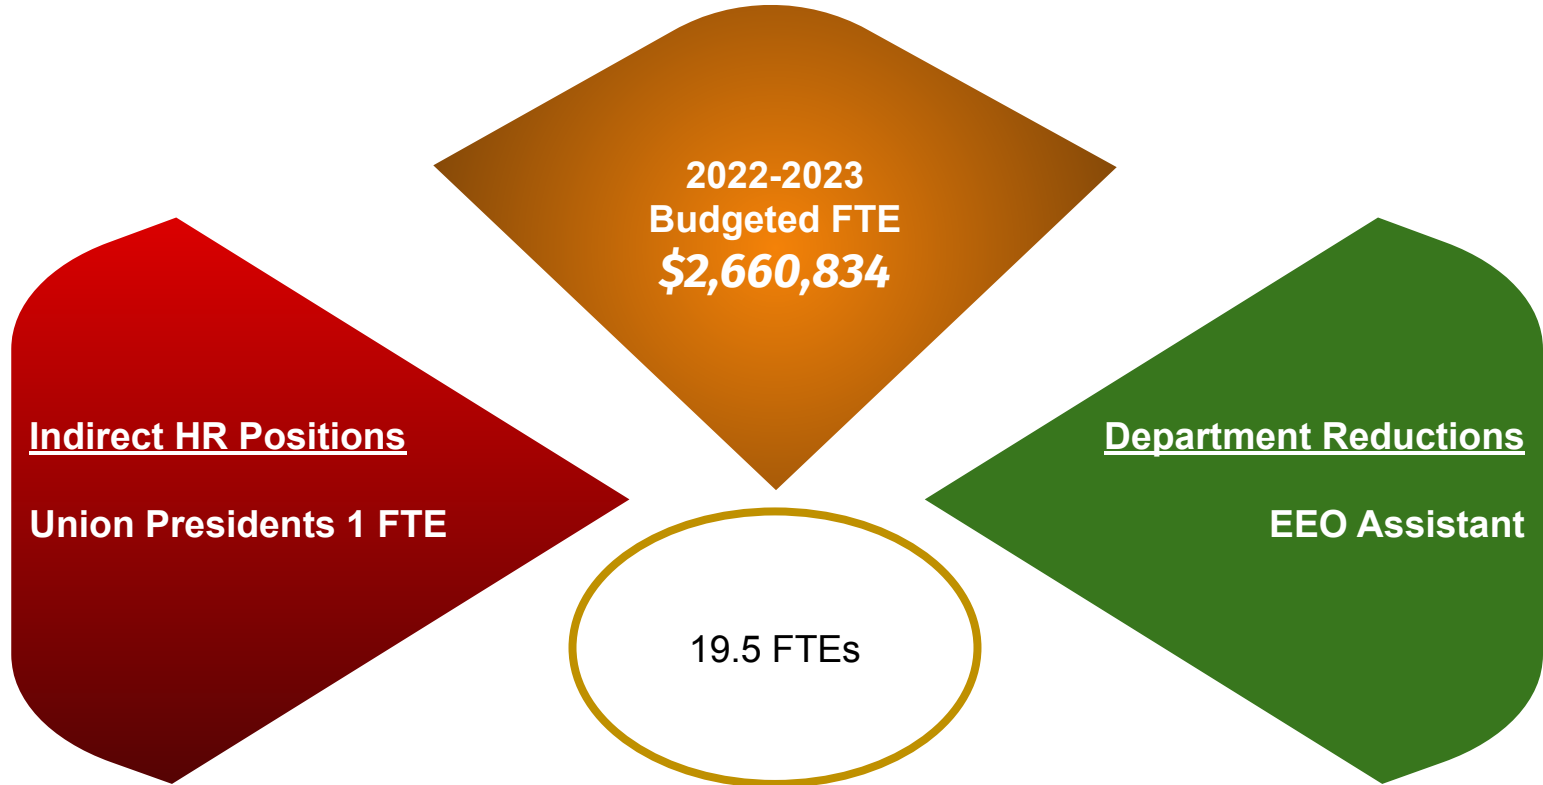 2022-2023
Budgeted FTE
$2,660,834
Indirect HR Positions
Union Presidents 1 FTE
Department Reductions
EEO Assistant
19.5 FTEs